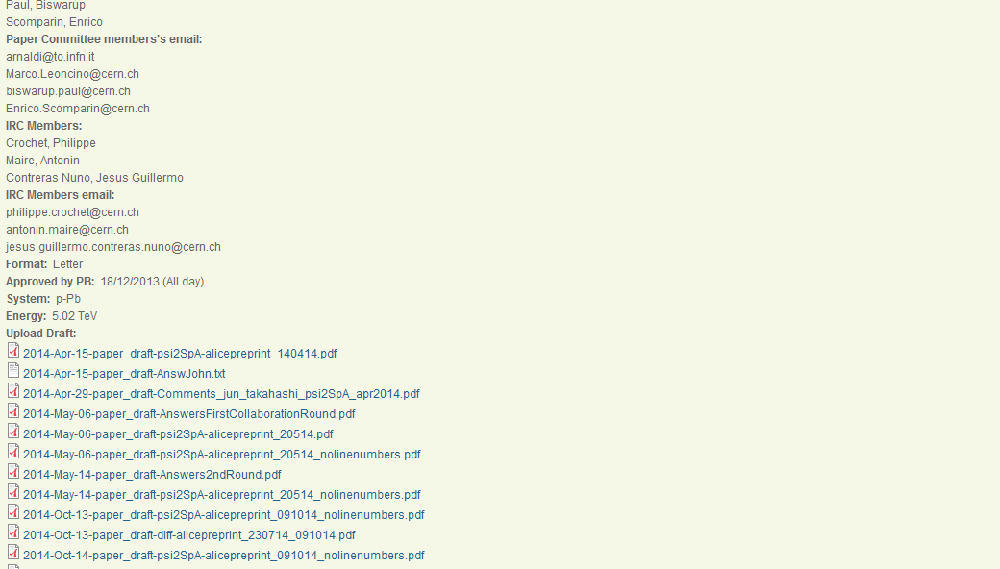 Paul, Biswarup
Scomparin, Enrico
Paper Committee members's email:
arnaldi@to.infn.it
Marco.Leoncino@cern.ch
biswarup.paul@cern.ch
Enrico.Scomparin@cern.ch
IRC Members:
Crochet, Philippe
Maire, Antonin
Contreras Nuno, Jesus Guillermo
IRC Members email:
philippe.crochet@cern.ch
antonin.maire@cern.ch
jesus.guillermo.contreras.nuno@cern.ch
Format: Letter
Approved by PB: 18/12/2013 (All day)
System: p-Pb
Energy: 5.02 TeV
Upload Draft:
2014-Apr-15-paper_draft-psi2SpA-alicepreprint_140414.pdf
2014-Apr-15-paper_draft-AnswJohn.txt
2014-Apr-29-paper_draft-Comments_jun_takahashi_psi2SpA_apr2014.pdf
2014-May-06-paper_draft-AnswersFirstCollaborationRound.pdf
2014-May-06-paper_draft-psi2SpA-alicepreprint_20514.pdf
2014-May-06-paper_draft-psi2SpA-alicepreprint_20514_nolinenumbers.pdf
2014-May-14-paper_draft-Answers2ndRound.pdf
2014-May-14-paper_draft-psi2SpA-alicepreprint_20514_nolinenumbers.pdf
2014-Oct-13-paper_draft-psi2SpA-alicepreprint_091014_nolinenumbers.pdf
2014-Oct-13-paper_draft-diff-alicepreprint_230714_091014.pdf
2014-Oct-14-paper_draft-psi2SpA-alicepreprint_091014_nolinenumbers.pdf